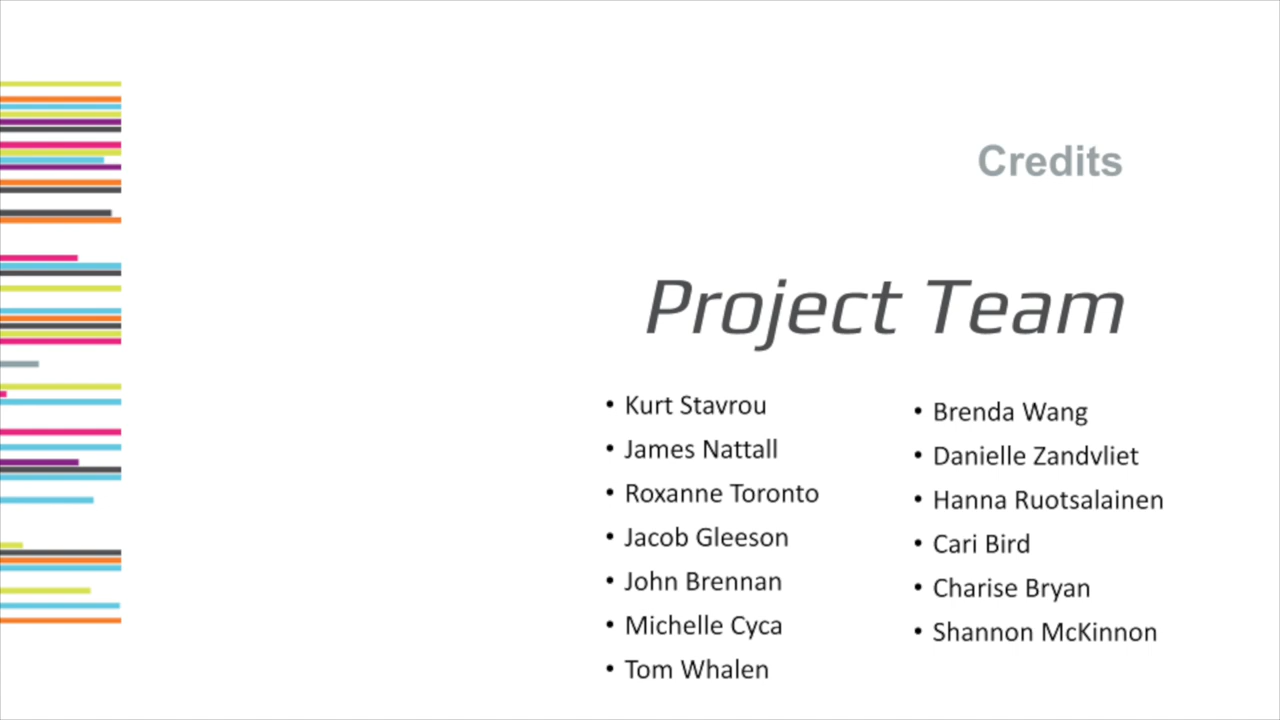 Credits
Project Team
• Kurt Stavrou
• James Nattall
• Roxanne Toronto
• Jacob Gleeson
• John Brennan
• Michelle Cyca
• Tom Whalen
• Brenda Wang
• Danielle Zandvliet
• Hanna Ruotsalainen
• Cari Bird
• Charise Bryan
• Shannon McKinnon